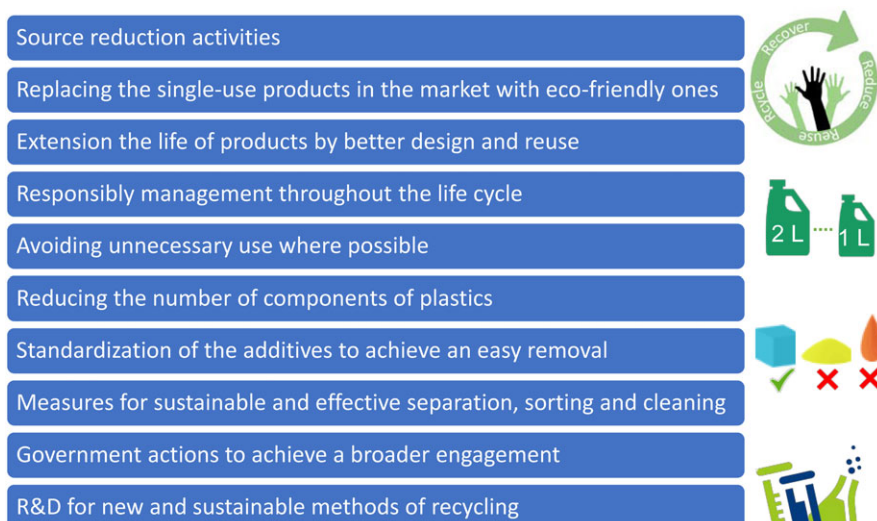 Source reduction activities
Replacing the single-use products in the market with eco-friendly ones
Extension the life of products by better design and reuse
Responsibly management throughout the life cycle
Avoiding unnecessary use where possible
Reducing the number of components of plastics
Standardization of the additives to achieve an easy removal
Measures for sustainable and effective separation, sorting and cleaning
Government actions to achieve a broader engagement
R&D for new and sustainable methods of recycling
Recover
Reduce
Reuse
Rcycle
2 L .... 1 L